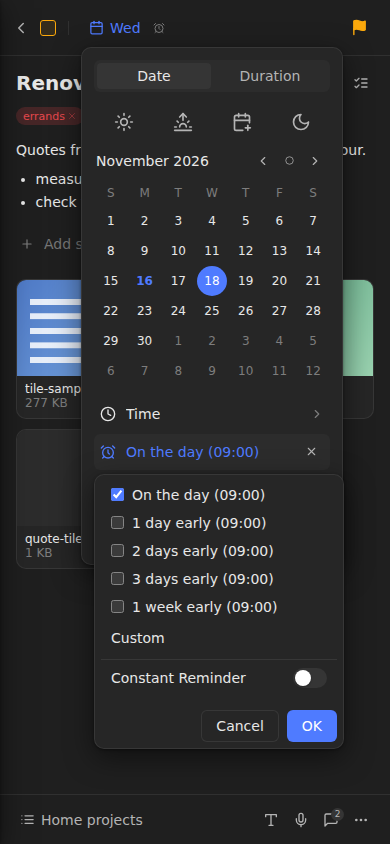 Wed
Date Duration
Renov
errands ×
November 2026
Quotes fr our.
S M T W T F S
measu
1 2 3 4 5 6 7
check
8 9 10 11 12 13 14
Add s
15 16 17 18 19 20 21
22 23 24 25 26 27 28
29 30 1 2 3 4 5
6 7 8 9 10 11 12
tile-samp
277 KB
Time
On the day (09:00)
On the day (09:00)
1 day early (09:00)
quote-tile
1 KB
2 days early (09:00)
3 days early (09:00)
1 week early (09:00)
Custom
Constant Reminder
Cancel OK
Home projects
2